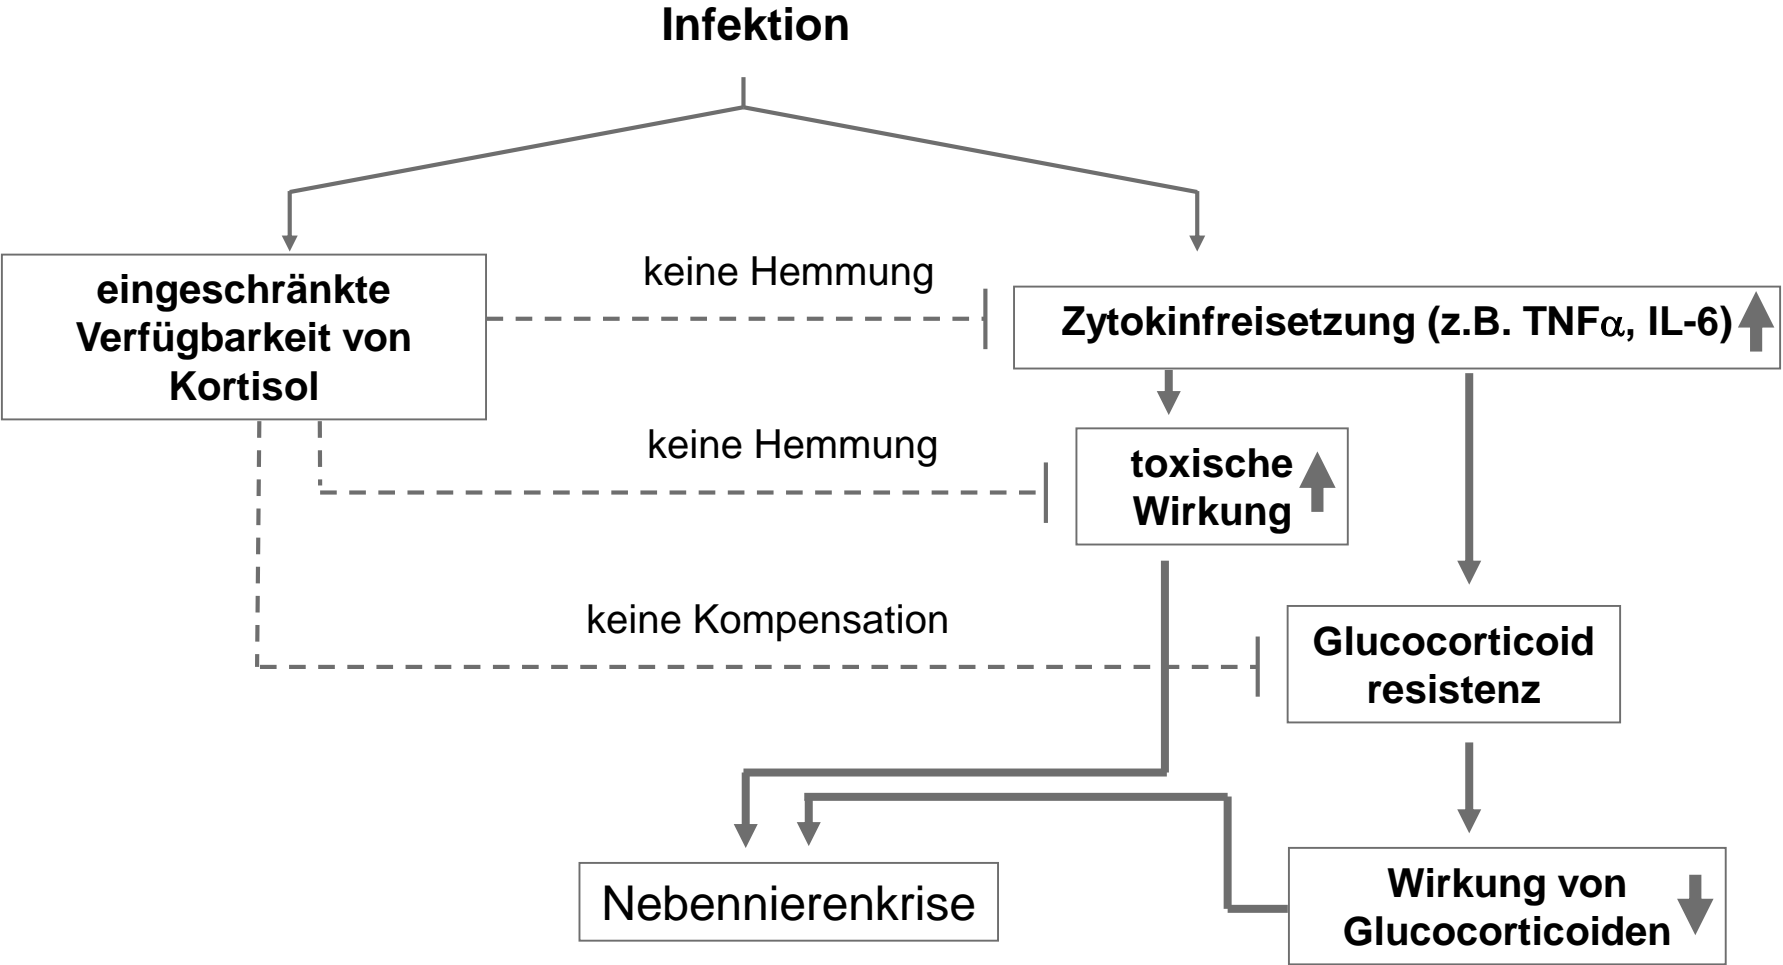 Infektion
keine Hemmung
eingeschränkte
Verfügbarkeit von
Kortisol
Zytokinfreisetzung (z.B. TNFα, IL-6)
keine Hemmung
toxische
Wirkung
keine Kompensation
Glucocorticoid
resistenz
Nebennierenkrise
Wirkung von
Glucocorticoiden